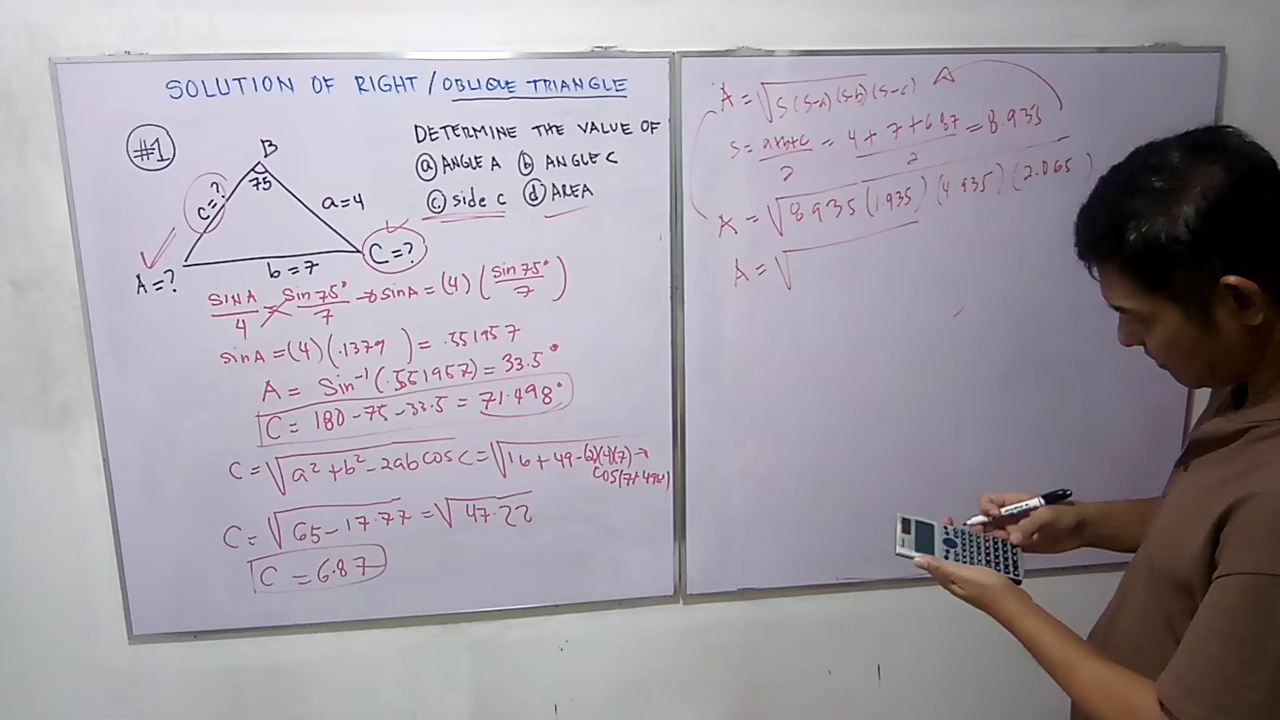 SOLUTION OF RIGHT / OBLIQUE TRIANGLE
#1
DETERMINE THE VALUE OF
ⓐ ANGLE A ⓑ ANGLE C
ⓒ side c ⓓ AREA
B
75
c=?
a=4
A=?
b=7
C=?
SINA/4 = Sin75°/7 → sinA = (4) (sin75°/7)
sinA = (4)(.1379 ) = .551957
A = Sin⁻¹(.551957) = 33.5°
C = 180-75-33.5 = 71.498°
C = √a²+b²-2ab cos C = √16+49-(2)(4)(7)→
cos(71.498)
C = √65-17.77 = √47.22
C = 6.87
A = √s(s-a)(s-b)(s-c)
s = a+b+c/2 = 4+7+6.87/2 = 8.935
A = √8.935(1.935)(4.935)(2.065)
A = √